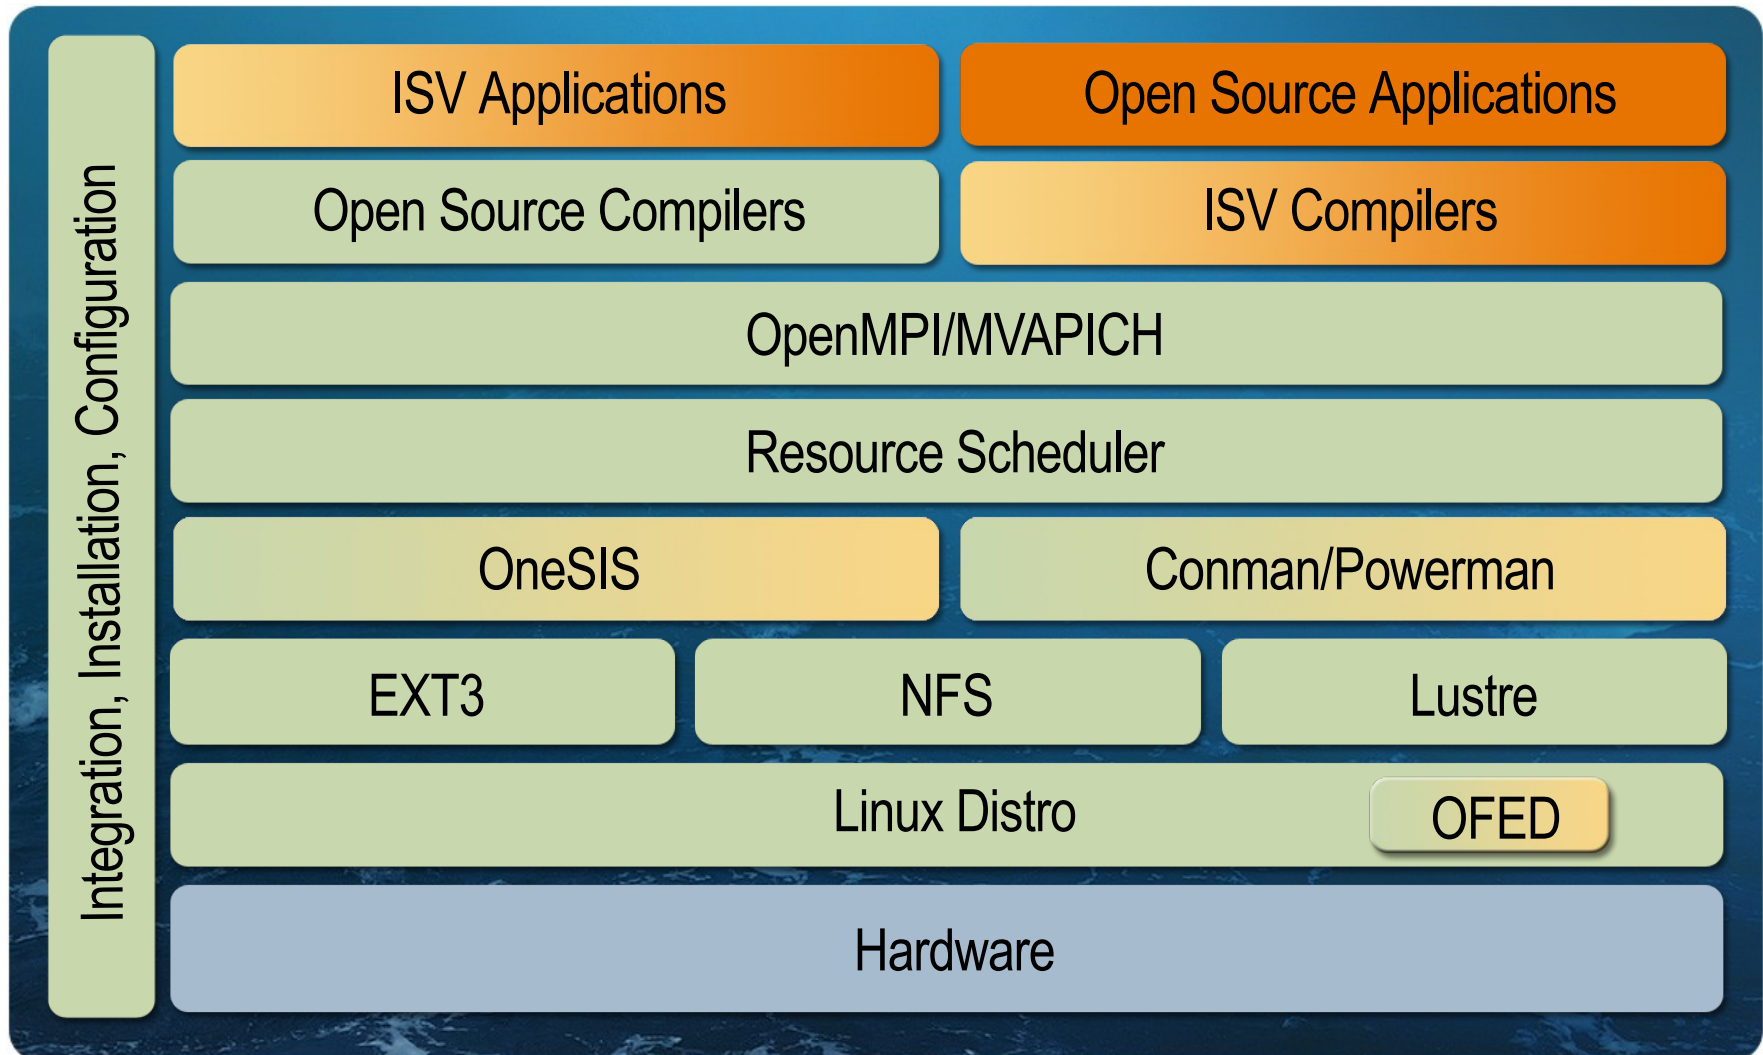 Integration, Installation, Configuration
ISV Applications
Open Source Applications
Open Source Compilers
ISV Compilers
OpenMPI/MVAPICH
Resource Scheduler
OneSIS
Conman/Powerman
EXT3
NFS
Lustre
Linux Distro
OFED
Hardware